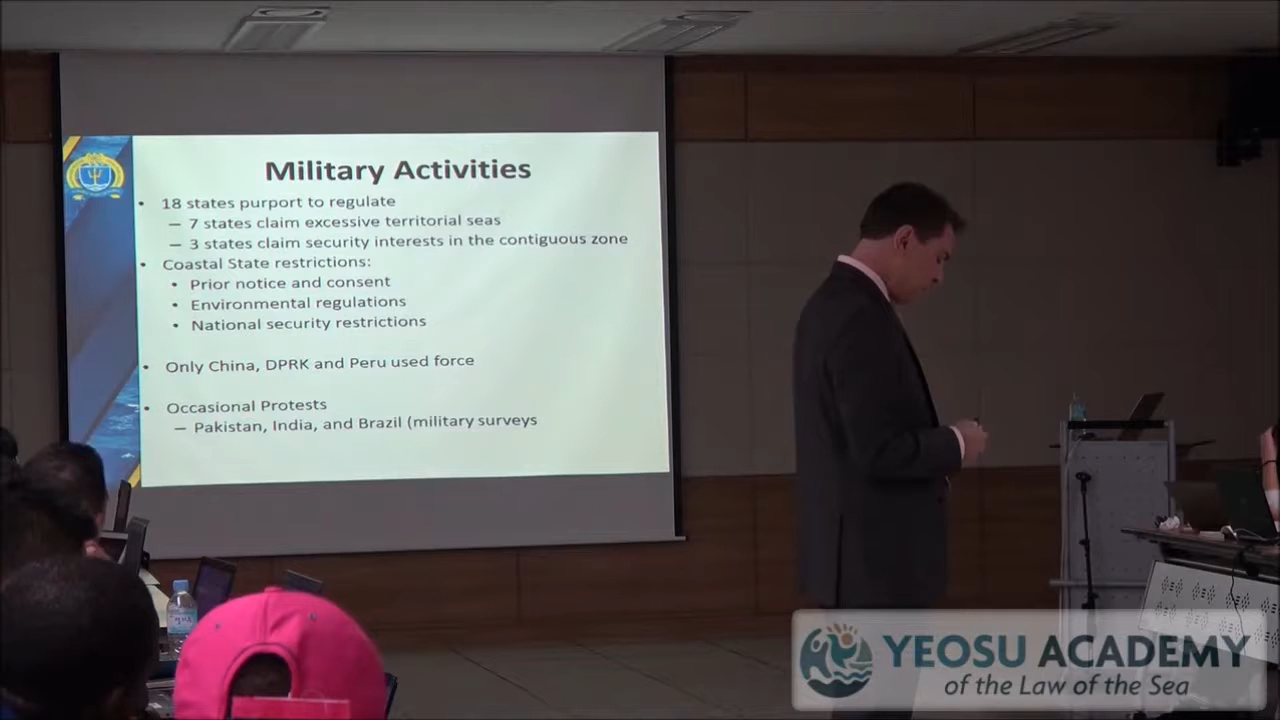 Military Activities
• 18 states purport to regulate
– 7 states claim excessive territorial seas
– 3 states claim security interests in the contiguous zone
• Coastal State restrictions:
• Prior notice and consent
• Environmental regulations
• National security restrictions
• Only China, DPRK and Peru used force
• Occasional Protests
– Pakistan, India, and Brazil (military surveys
YEOSU ACADEMY
of the Law of the Sea